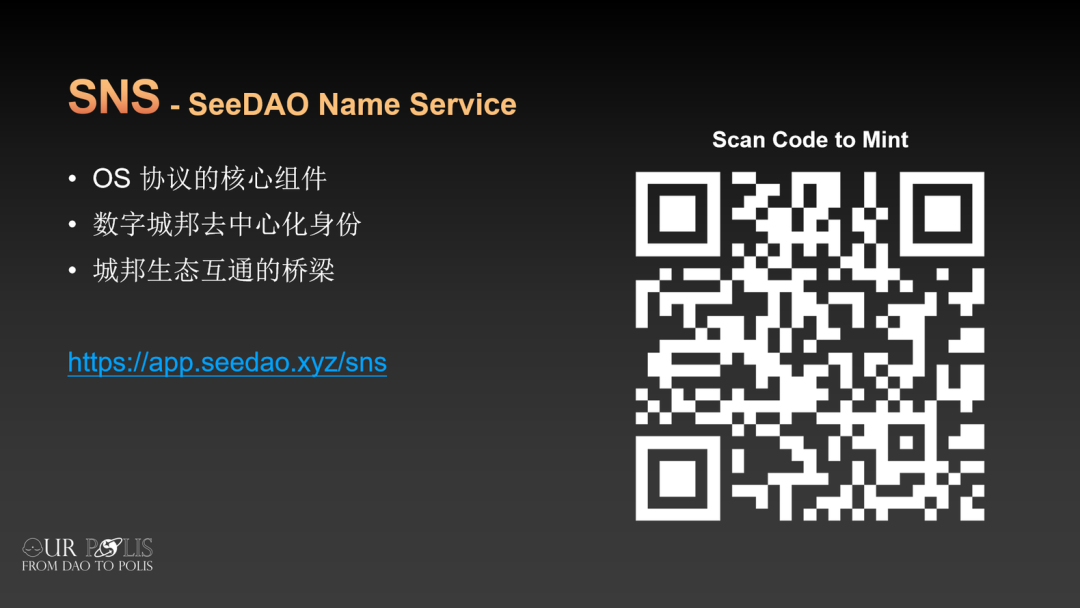 SNS - SeeDAO Name Service
• OS 协议的核心组件
• 数字城邦去中心化身份
• 城邦生态互通的桥梁
https://app.seedao.xyz/sns
Scan Code to Mint
OUR POLIS
FROM DAO TO POLIS